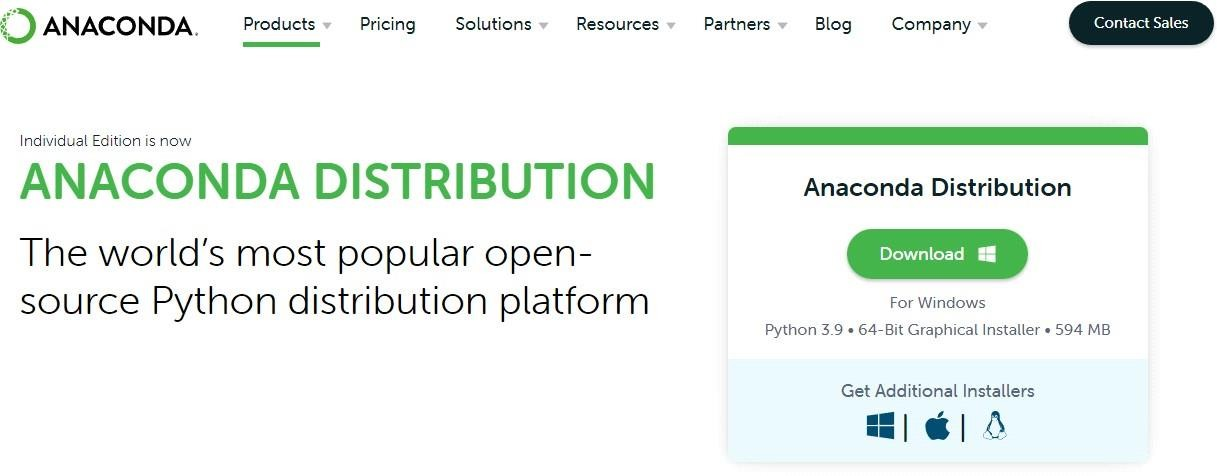 ANACONDA.
Products
Pricing
Solutions
Resources
Partners
Blog
Company
Contact Sales
Individual Edition is now
ANACONDA DISTRIBUTION
The world’s most popular open-
source Python distribution platform
Anaconda Distribution
Download
For Windows
Python 3.9 • 64-Bit Graphical Installer • 594 MB
Get Additional Installers